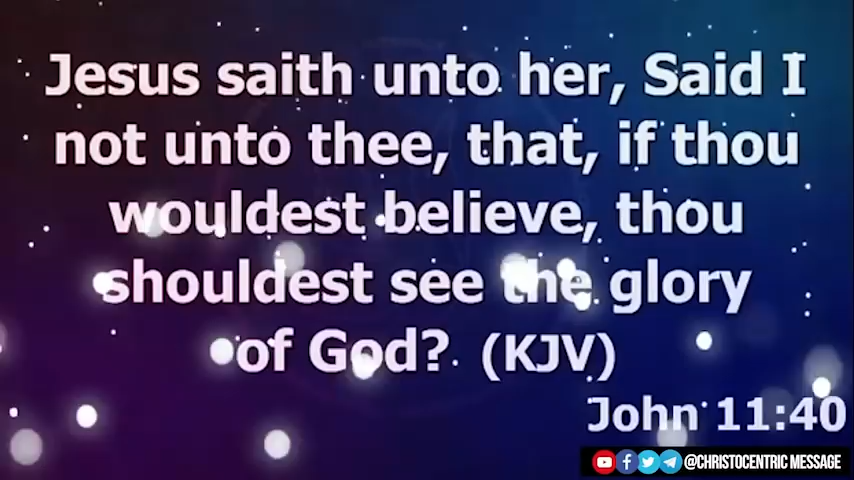 Jesus saith unto her, Said I
not unto thee, that, if thou
wouldest believe, thou
shouldest see the glory
of God? (KJV)
John 11:40
@CHRISTOCENTRIC MESSAGE